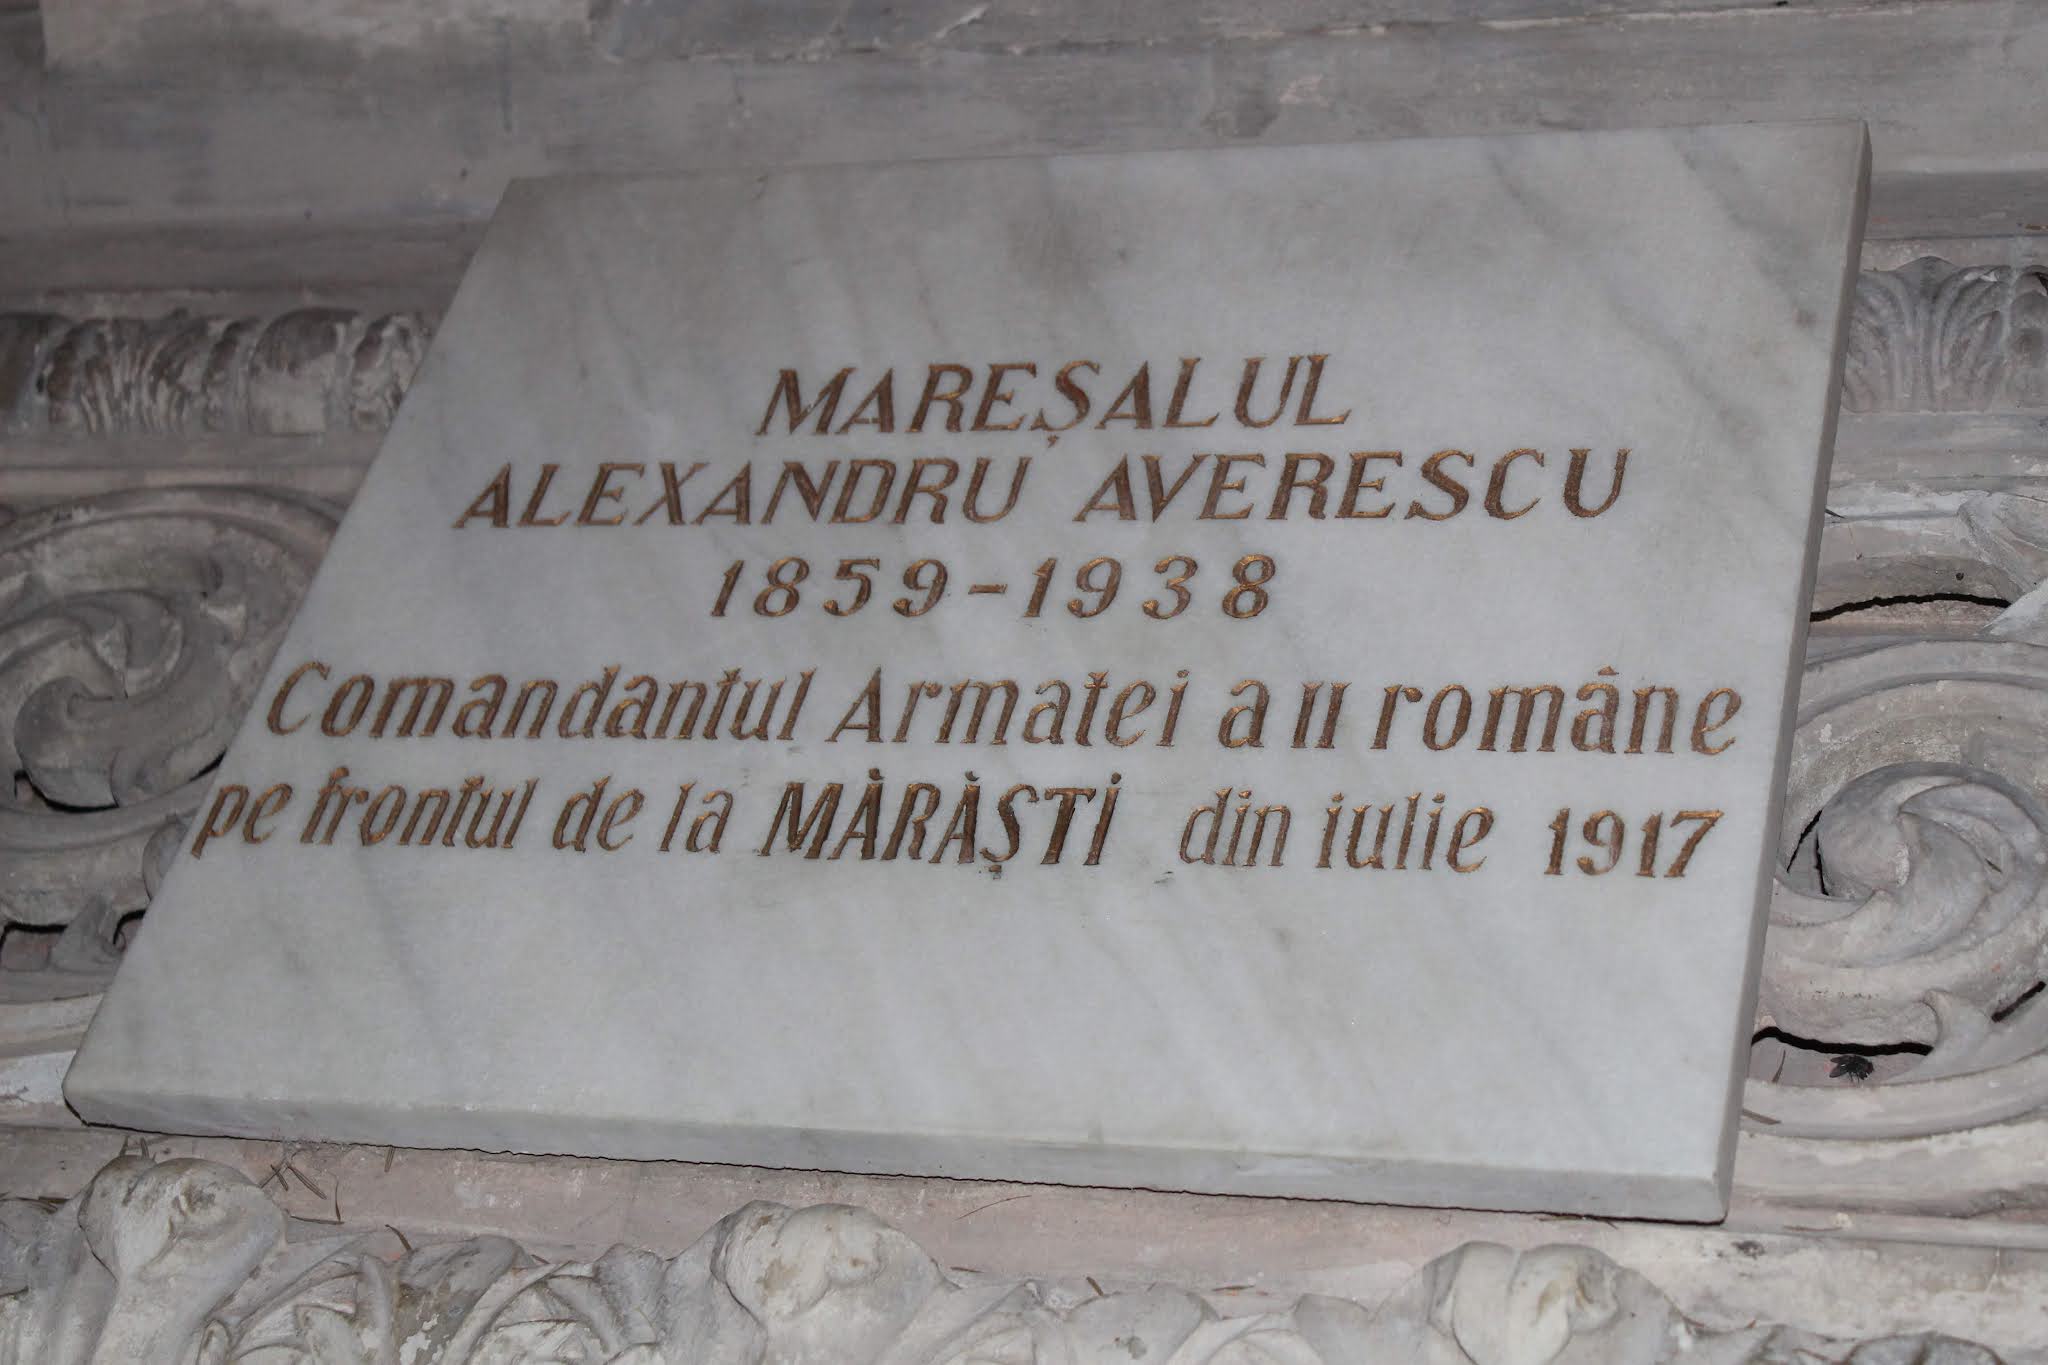 MAREȘALUL
ALEXANDRU AVERESCU
1859-1938
Comandantul Armatei a II române
pe frontul de la MĂRĂȘTI din iulie 1917